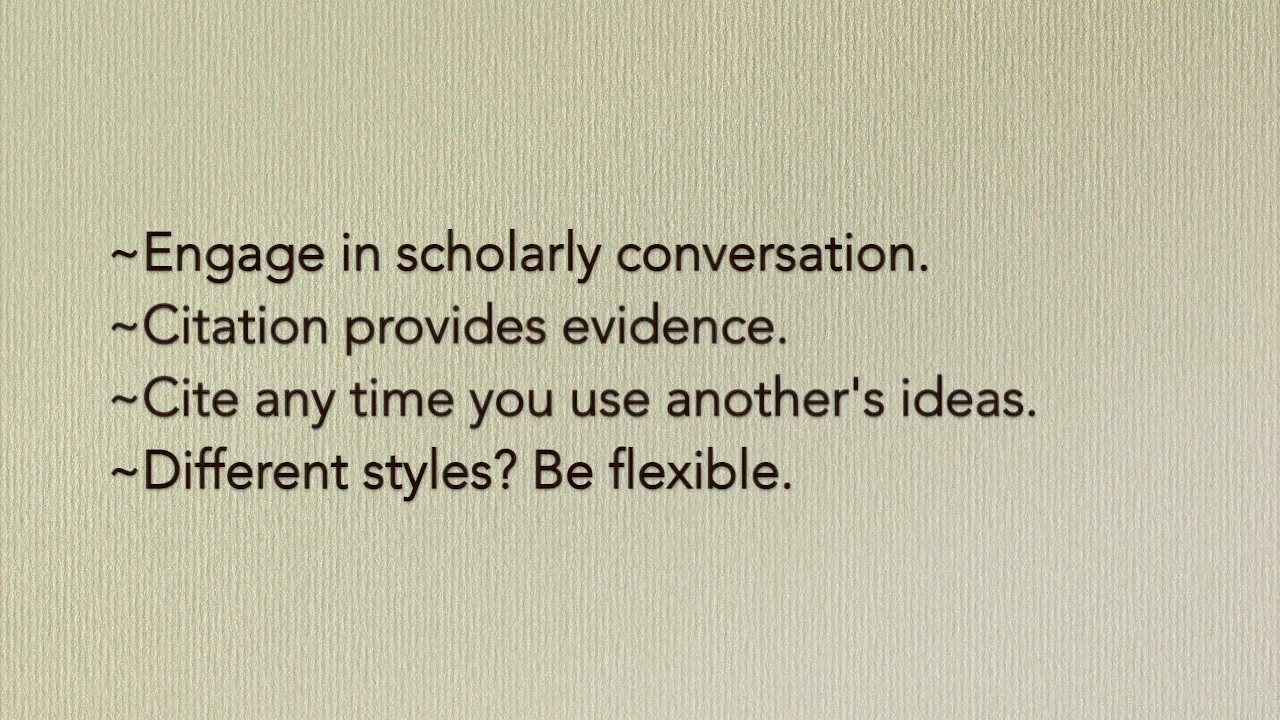 ~Engage in scholarly conversation.
~Citation provides evidence.
~Cite any time you use another's ideas.
~Different styles? Be flexible.